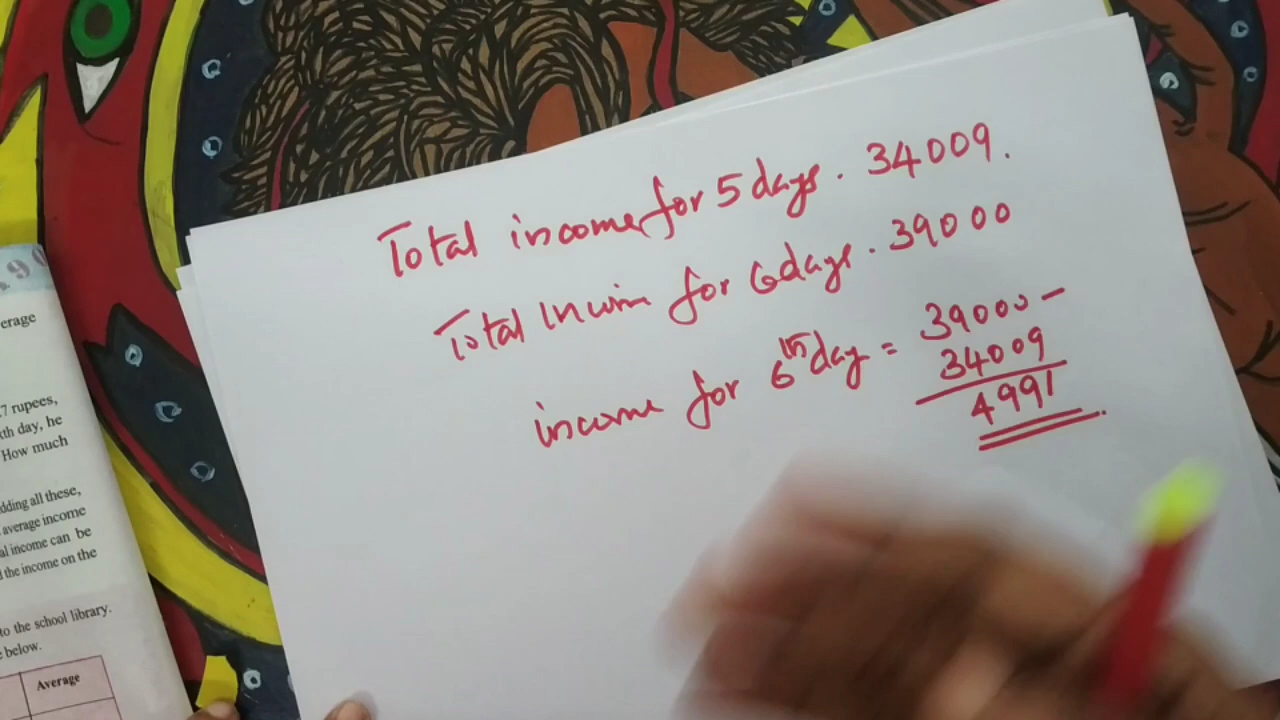 Total income for 5 days. 34009.
Total Incoim for 6 days. 39000
income for 6th day = 39000 -
34009
4991
erage
7 rupees,
xth day, he
How much
dding all these,
average income
al income can be
the income on the
to the school library.
below.
Average